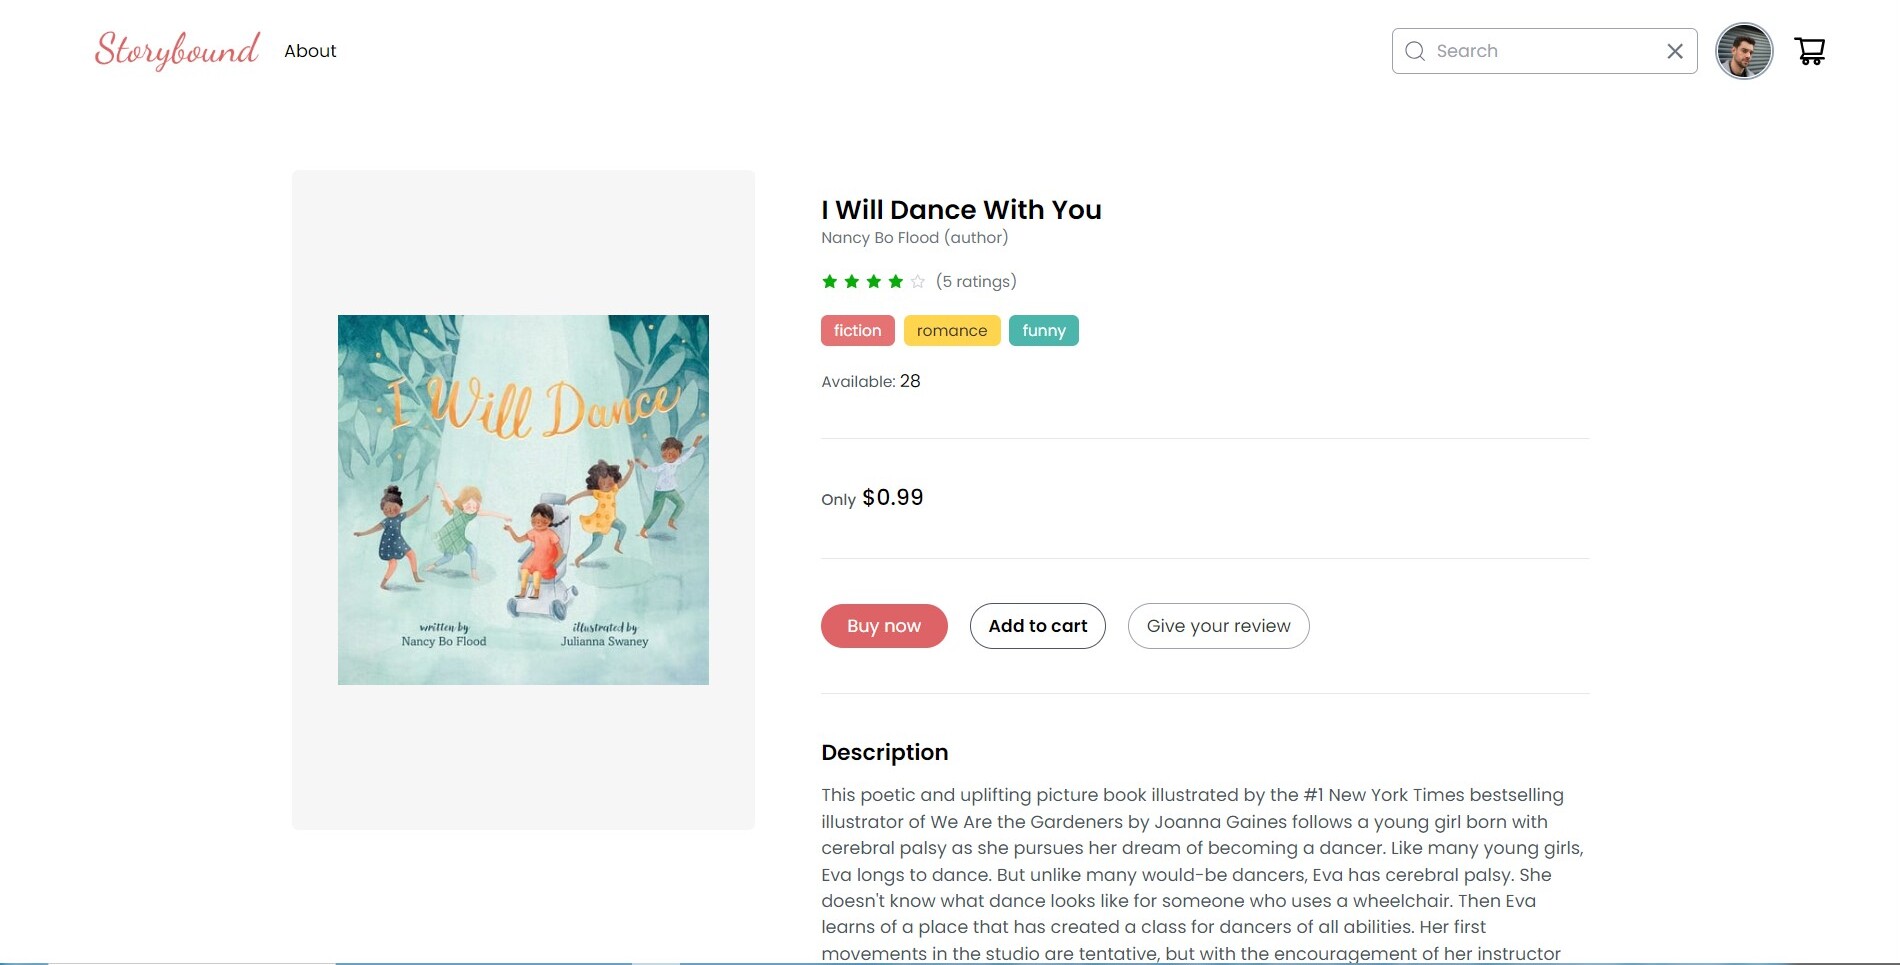 Storybound About Search
I Will Dance With You
Nancy Bo Flood (author)
(5 ratings)
fiction romance funny
Available: 28
Only $0.99
Buy now Add to cart Give your review
I Will Dance
written by
Nancy Bo Flood
illustrated by
Julianna Swaney
Description
This poetic and uplifting picture book illustrated by the #1 New York Times bestselling
illustrator of We Are the Gardeners by Joanna Gaines follows a young girl born with
cerebral palsy as she pursues her dream of becoming a dancer. Like many young girls,
Eva longs to dance. But unlike many would-be dancers, Eva has cerebral palsy. She
doesn't know what dance looks like for someone who uses a wheelchair. Then Eva
learns of a place that has created a class for dancers of all abilities. Her first
movements in the studio are tentative, but with the encouragement of her instructor